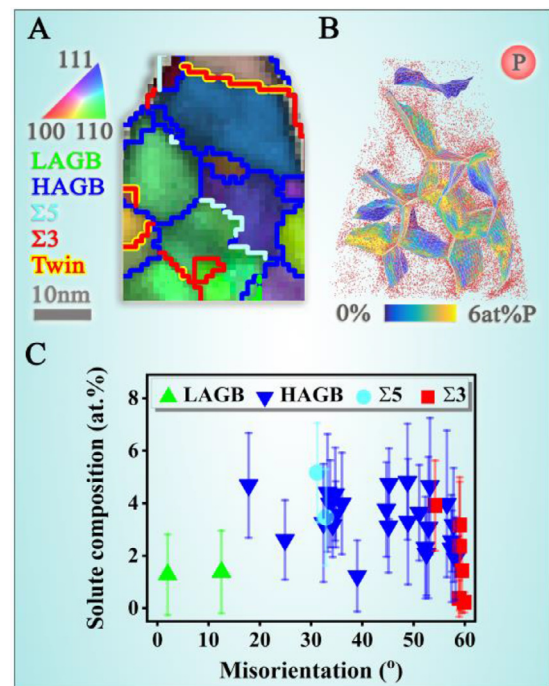 A
111
100 110
LAGB
HAGB
Σ5
Σ3
Twin
10nm
B
P
0% 6at%P
C
LAGB HAGB Σ5 Σ3
Solute composition (at.%)
8
6
4
2
0
0 10 20 30 40 50 60
Misorientation (°)